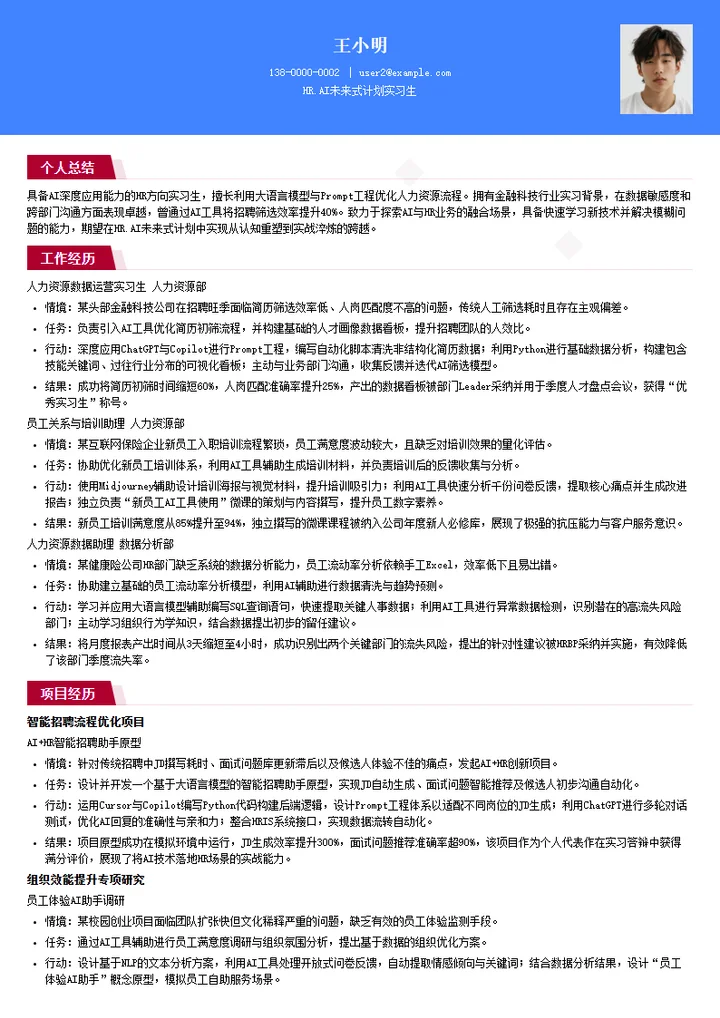 王小明
138-0000-0002 | user2@example.com
HR.AI未来式计划实习生
个人总结
具备AI深度应用能力的HR方向实习生，擅长利用大语言模型与Prompt工程优化人力资源流程。拥有金融科技行业实习背景，在数据敏感度和
跨部门沟通方面表现卓越，曾通过AI工具将招聘筛选效率提升40%。致力于探索AI与HR业务的融合场景，具备快速学习新技术并解决模糊问
题的能力，期望在HR.AI未来式计划中实现从认知重塑到实战淬炼的跨越。
工作经历
人力资源数据运营实习生 人力资源部
• 情境：某头部金融科技公司在招聘旺季面临简历筛选效率低、人岗匹配度不高的问题，传统人工筛选耗时且存在主观偏差。
• 任务：负责引入AI工具优化简历初筛流程，并构建基础的人才画像数据看板，提升招聘团队的人效比。
• 行动：深度应用ChatGPT与Copilot进行Prompt工程，编写自动化脚本清洗非结构化简历数据；利用Python进行基础数据分析，构建包含
技能关键词、过往行业分布的可视化看板；主动与业务部门沟通，收集反馈并迭代AI筛选模型。
• 结果：成功将简历初筛时间缩短60%，人岗匹配准确率提升25%，产出的数据看板被部门Leader采纳并用于季度人才盘点会议，获得“优
秀实习生”称号。
员工关系与培训助理 人力资源部
• 情境：某互联网保险企业新员工入职培训流程繁琐，员工满意度波动较大，且缺乏对培训效果的量化评估。
• 任务：协助优化新员工培训体系，利用AI工具辅助生成培训材料，并负责培训后的反馈收集与分析。
• 行动：使用Midjourney辅助设计培训海报与视觉材料，提升培训吸引力；利用AI工具快速分析千份问卷反馈，提取核心痛点并生成改进
报告；独立负责“新员工AI工具使用”微课的策划与内容撰写，提升员工数字素养。
• 结果：新员工培训满意度从85%提升至94%，独立撰写的微课课程被纳入公司年度新人必修库，展现了极强的抗压能力与客户服务意识。
人力资源数据助理 数据分析部
• 情境：某健康险公司HR部门缺乏系统的数据分析能力，员工流动率分析依赖手工Excel，效率低下且易出错。
• 任务：协助建立基础的员工流动率分析模型，利用AI辅助进行数据清洗与趋势预测。
• 行动：学习并应用大语言模型辅助编写SQL查询语句，快速提取关键人事数据；利用AI工具进行异常数据检测，识别潜在的高流失风险
部门；主动学习组织行为学知识，结合数据提出初步的留任建议。
• 结果：将月度报表产出时间从3天缩短至4小时，成功识别出两个关键部门的流失风险，提出的针对性建议被HRBP采纳并实施，有效降低
了该部门季度流失率。
项目经历
智能招聘流程优化项目
AI+HR智能招聘助手原型
• 情境：针对传统招聘中JD撰写耗时、面试问题库更新滞后以及候选人体验不佳的痛点，发起AI+HR创新项目。
• 任务：设计并开发一个基于大语言模型的智能招聘助手原型，实现JD自动生成、面试问题智能推荐及候选人初步沟通自动化。
• 行动：运用Cursor与Copilot编写Python代码构建后端逻辑，设计Prompt工程体系以适配不同岗位的JD生成；利用ChatGPT进行多轮对话
测试，优化AI回复的准确性与亲和力；整合HRIS系统接口，实现数据流转自动化。
• 结果：项目原型成功在模拟环境中运行，JD生成效率提升300%，面试问题推荐准确率超90%，该项目作为个人代表作在实习答辩中获得
满分评价，展现了将AI技术落地HR场景的实战能力。
组织效能提升专项研究
员工体验AI助手调研
• 情境：某校园创业项目面临团队扩张快但文化稀释严重的问题，缺乏有效的员工体验监测手段。
• 任务：通过AI工具辅助进行员工满意度调研与组织氛围分析，提出基于数据的组织优化方案。
• 行动：设计基于NLP的文本分析方案，利用AI工具处理开放式问卷反馈，自动提取情感倾向与关键词；结合数据分析结果，设计“员工
体验AI助手”概念原型，模拟员工自助服务场景。